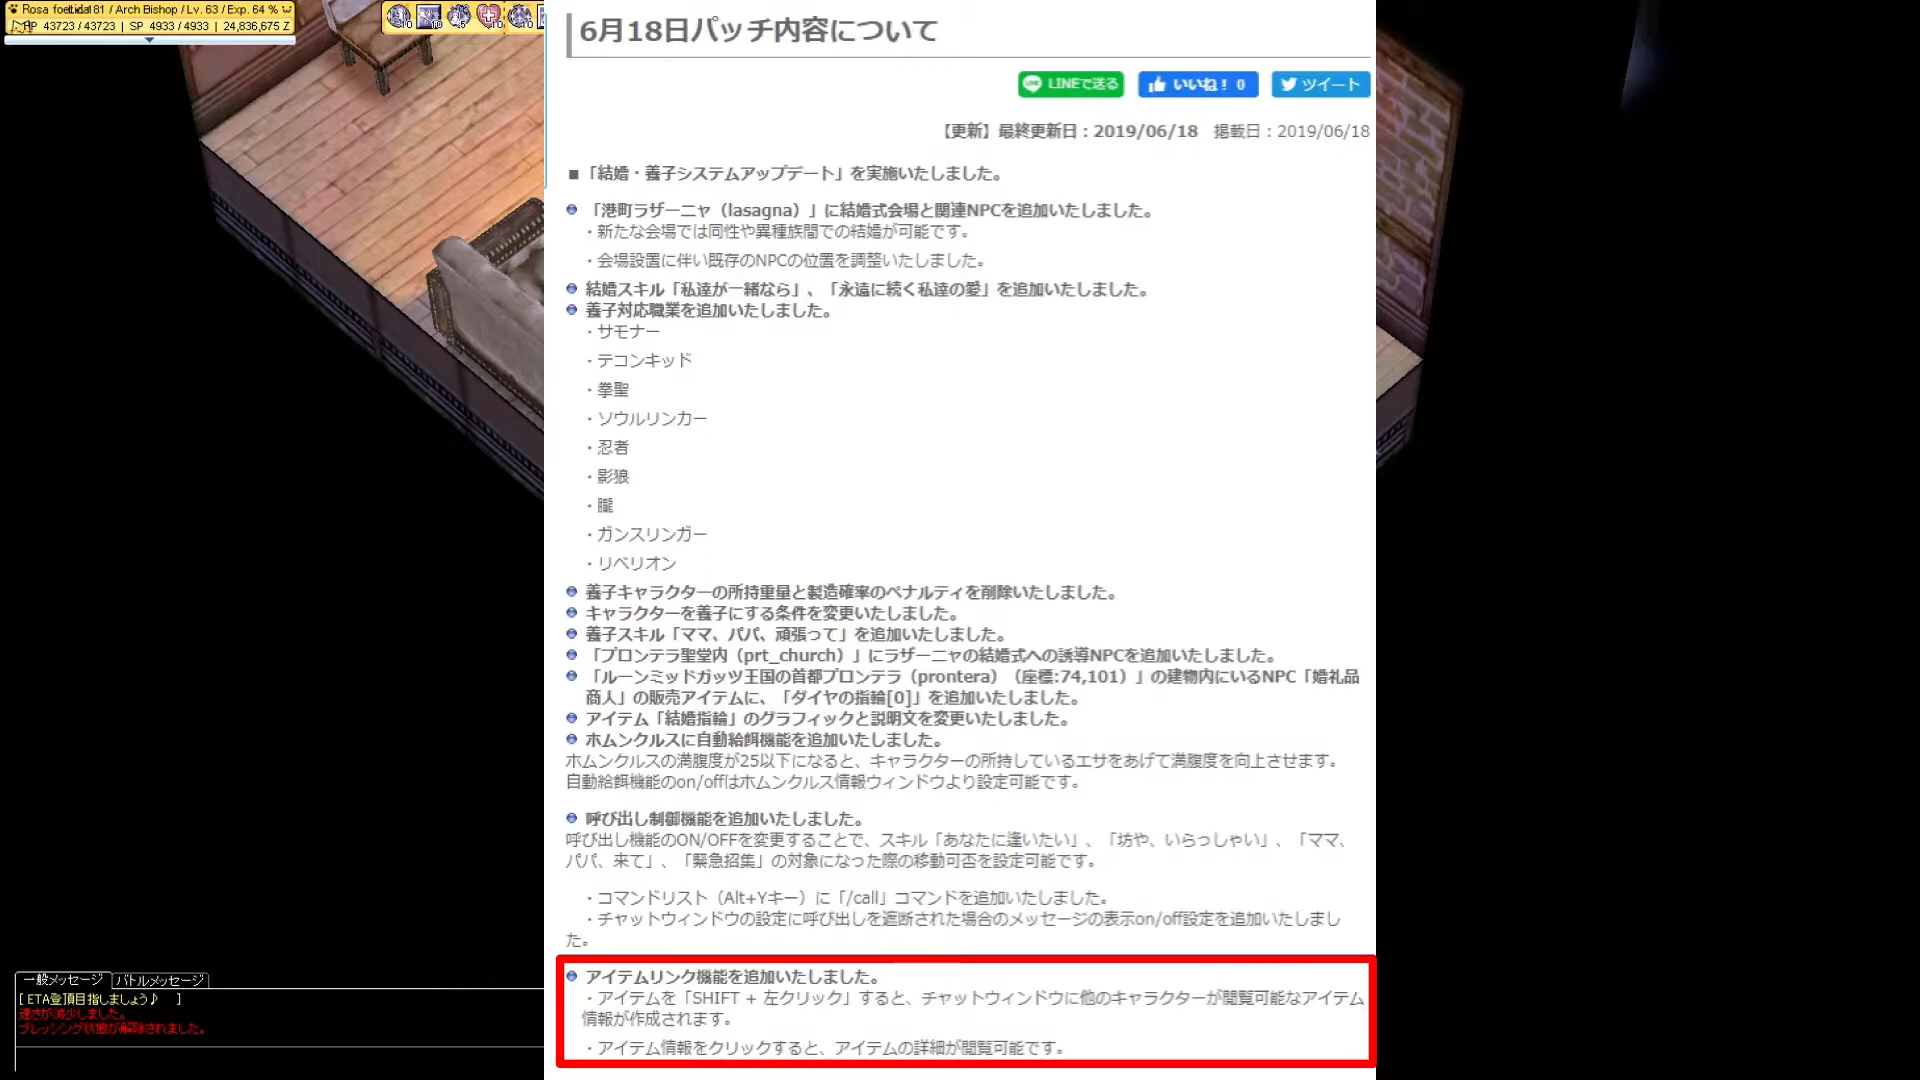 Rosa foetida181 / Arch Bishop / Lv. 63 / Exp. 64 %
HP 43723 / 43723 | SP 4933 / 4933 | 24,836,675 Z
6月18日パッチ内容について
LINEで送る
いいね！ 0
ツイート
【更新】最終更新日：2019/06/18 掲載日：2019/06/18
■「結婚・養子システムアップデート」を実施いたしました。
「港町ラザーニャ（lasagna）」に結婚式会場と関連NPCを追加いたしました。
・新たな会場では同性や異種族間での結婚が可能です。
・会場設置に伴い既存のNPCの位置を調整いたしました。
結婚スキル「私達が一緒なら」、「永遠に続く私達の愛」を追加いたしました。
養子対応職業を追加いたしました。
・サモナー
・テコンキッド
・拳聖
・ソウルリンカー
・忍者
・影狼
・朧
・ガンスリンガー
・リベリオン
養子キャラクターの所持重量と製造確率のペナルティを削除いたしました。
キャラクターを養子にする条件を変更いたしました。
養子スキル「ママ、パパ、頑張って」を追加いたしました。
「プロンテラ聖堂内（prt_church）」にラザーニャの結婚式への誘導NPCを追加いたしました。
「ルーンミッドガッツ王国の首都プロンテラ（prontera）（座標:74,101）」の建物内にいるNPC「婚礼品
商人」の販売アイテムに、「ダイヤの指輪[0]」を追加いたしました。
アイテム「結婚指輪」のグラフィックと説明文を変更いたしました。
ホムンクルスに自動給餌機能を追加いたしました。
ホムンクルスの満腹度が25以下になると、キャラクターの所持しているエサをあげて満腹度を向上させます。
自動給餌機能のon/offはホムンクルス情報ウィンドウより設定可能です。
呼び出し制御機能を追加いたしました。
呼び出し機能のON/OFFを変更することで、スキル「あなたに逢いたい」、「坊や、いらっしゃい」、「ママ、
パパ、来て」、「緊急招集」の対象になった際の移動可否を設定可能です。
・コマンドリスト（Alt+Yキー）に「/call」コマンドを追加いたしました。
・チャットウィンドウの設定に呼び出しを遮断された場合のメッセージの表示on/off設定を追加いたしまし
た。
アイテムリンク機能を追加いたしました。
・アイテムを「SHIFT + 左クリック」すると、チャットウィンドウに他のキャラクターが閲覧可能なアイテム
情報が作成されます。
・アイテム情報をクリックすると、アイテムの詳細が閲覧可能です。
一般メッセージ バトルメッセージ
[ ETA登頂目指しましょう♪ ]
速さが減少しました。
ブレッシング状態が解除されました。